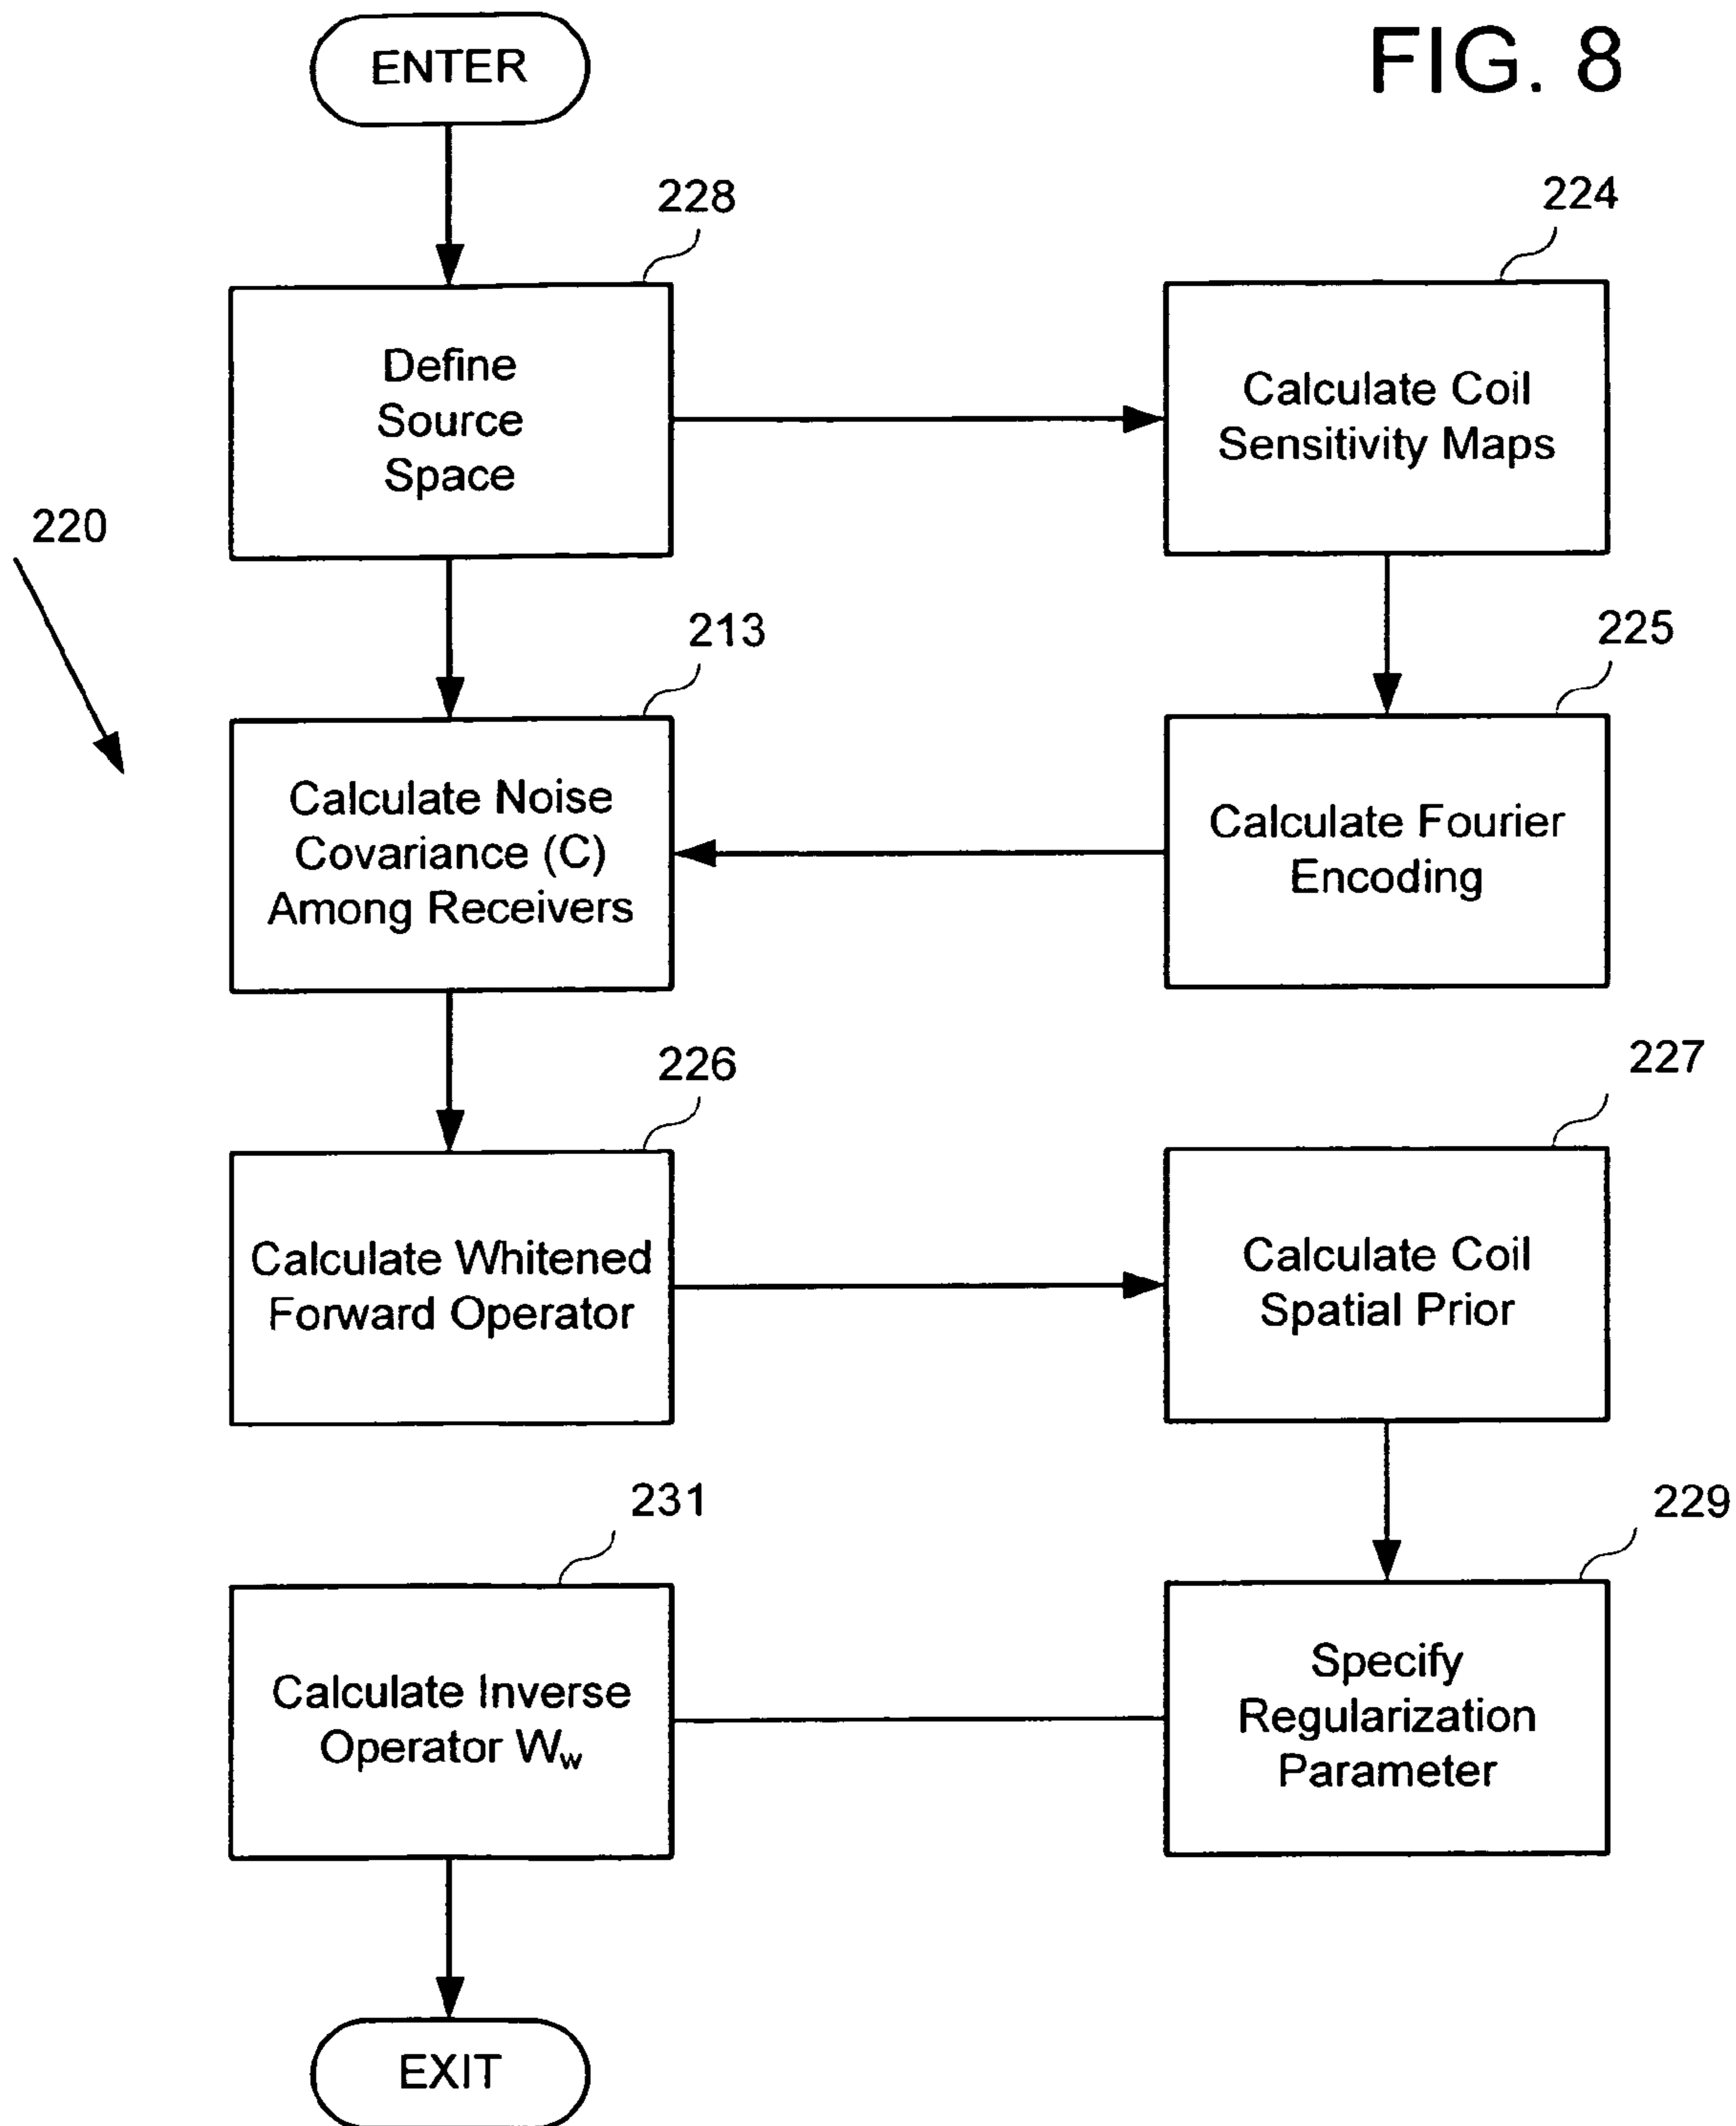 FIG. 8
ENTER
228
224
Define
Source
Space
Calculate Coil
Sensitivity Maps
220
213
225
Calculate Noise
Covariance (C)
Among Receivers
Calculate Fourier
Encoding
226
227
Calculate Whitened
Forward Operator
Calculate Coil
Spatial Prior
231
229
Calculate Inverse
Operator Ww
Specify
Regularization
Parameter
EXIT